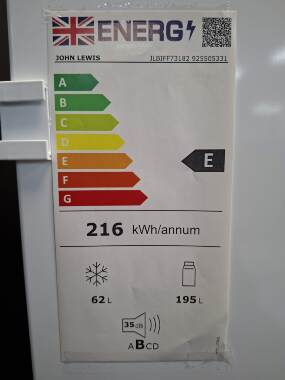 ENERG
JOHN LEWIS JLBIFF73182 925505331
A
B
C
D
E
E
F
G
216 kWh/annum
62 L 195 L
35 dB
ABCD